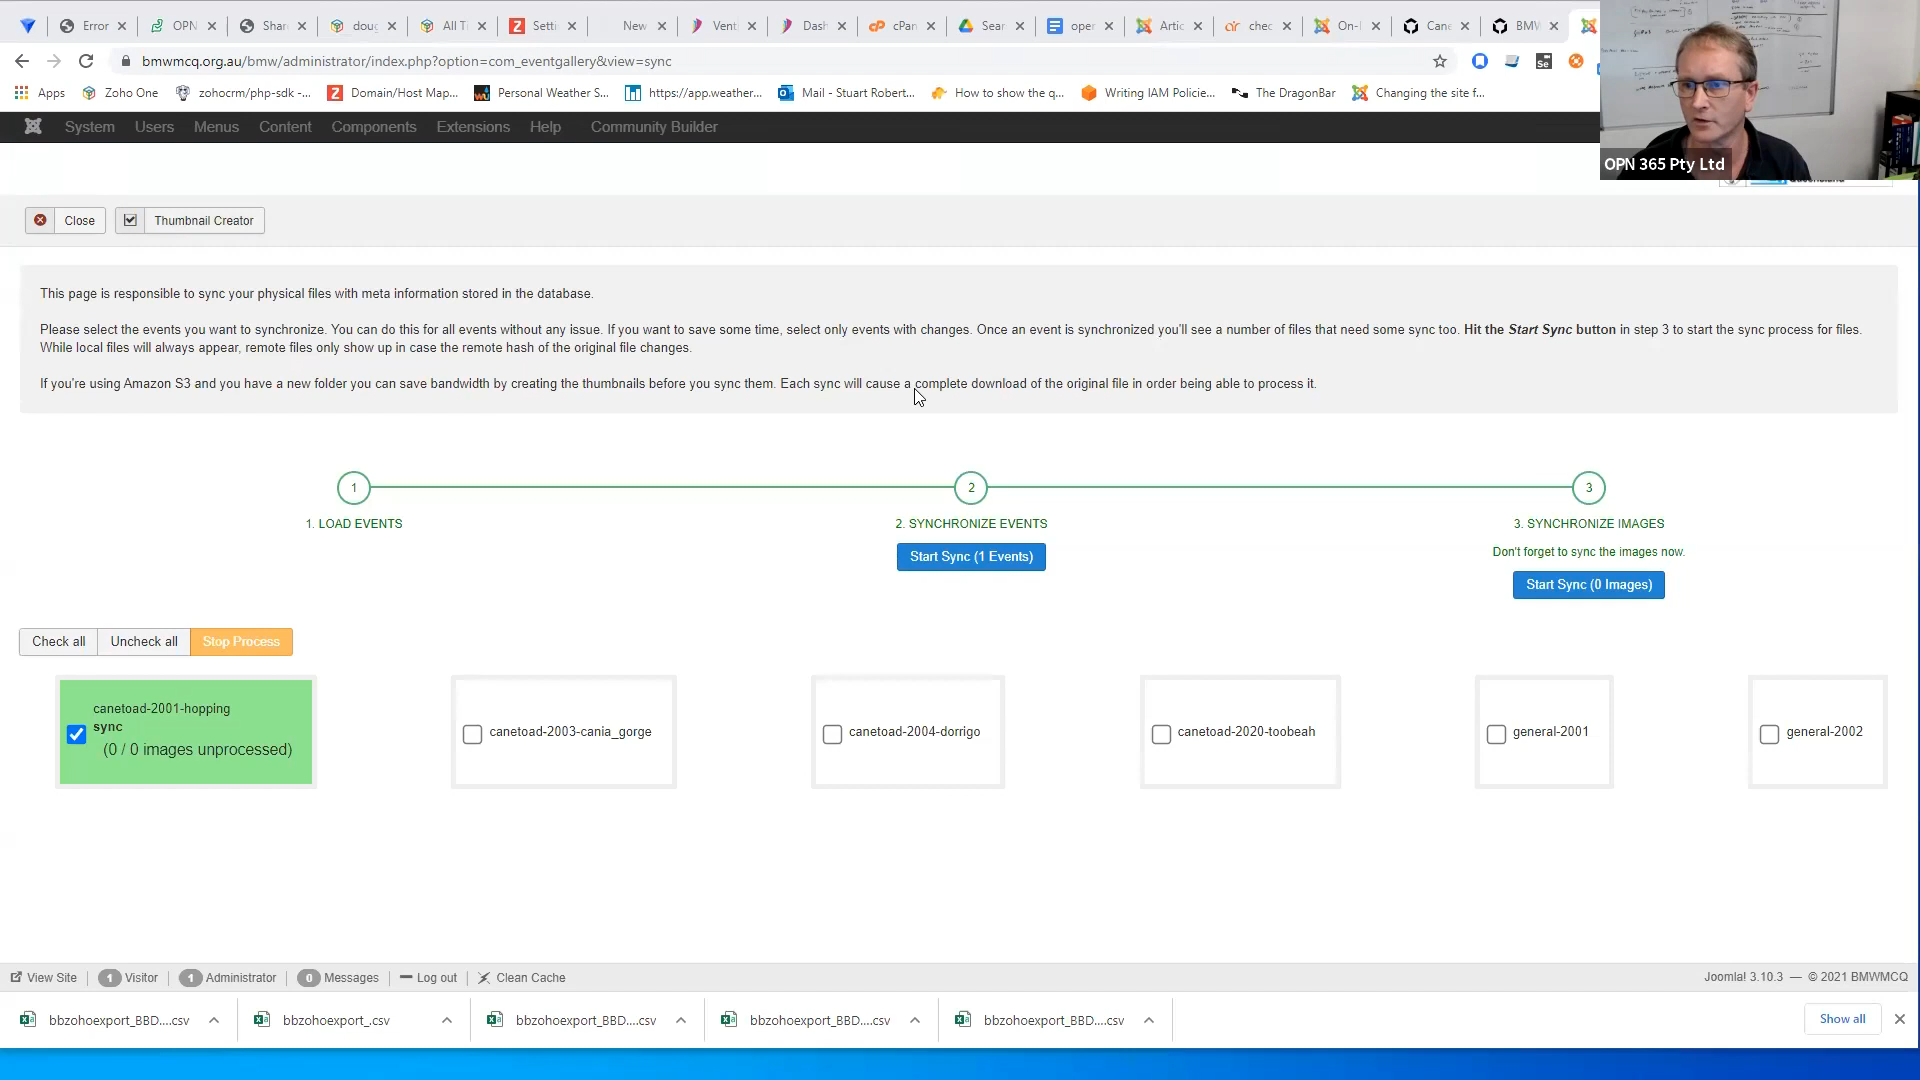 Error
OPN
Shar
doug
All Ti
Setti
New
Venti
Dash
cPan
Sear
oper
Artic
chec
On-l
Cane
BMW
bmwmcq.org.au/bmw/administrator/index.php?option=com_eventgallery&view=sync
Apps
Zoho One
zohocrm/php-sdk -...
Domain/Host Map...
Personal Weather S...
https://app.weather...
Mail - Stuart Robert...
How to show the q...
Writing IAM Policie...
The DragonBar
Changing the site f...
System Users Menus Content Components Extensions Help Community Builder
OPN 365 Pty Ltd
Close
Thumbnail Creator
This page is responsible to sync your physical files with meta information stored in the database.
Please select the events you want to synchronize. You can do this for all events without any issue. If you want to save some time, select only events with changes. Once an event is synchronized you'll see a number of files that need some sync too. Hit the Start Sync button in step 3 to start the sync process for files.
While local files will always appear, remote files only show up in case the remote hash of the original file changes.
If you're using Amazon S3 and you have a new folder you can save bandwidth by creating the thumbnails before you sync them. Each sync will cause a complete download of the original file in order being able to process it.
1
2
3
1. LOAD EVENTS
2. SYNCHRONIZE EVENTS
3. SYNCHRONIZE IMAGES
Don't forget to sync the images now.
Start Sync (1 Events)
Start Sync (0 Images)
Check all
Uncheck all
Stop Process
canetoad-2001-hopping
sync
(0 / 0 images unprocessed)
canetoad-2003-cania_gorge
canetoad-2004-dorrigo
canetoad-2020-toobeah
general-2001
general-2002
View Site
1 Visitor
1 Administrator
0 Messages
Log out
Clean Cache
Joomla! 3.10.3 — © 2021 BMWMCQ
bbzohoexport_BBD....csv
bbzohoexport_.csv
bbzohoexport_BBD....csv
bbzohoexport_BBD....csv
bbzohoexport_BBD....csv
Show all